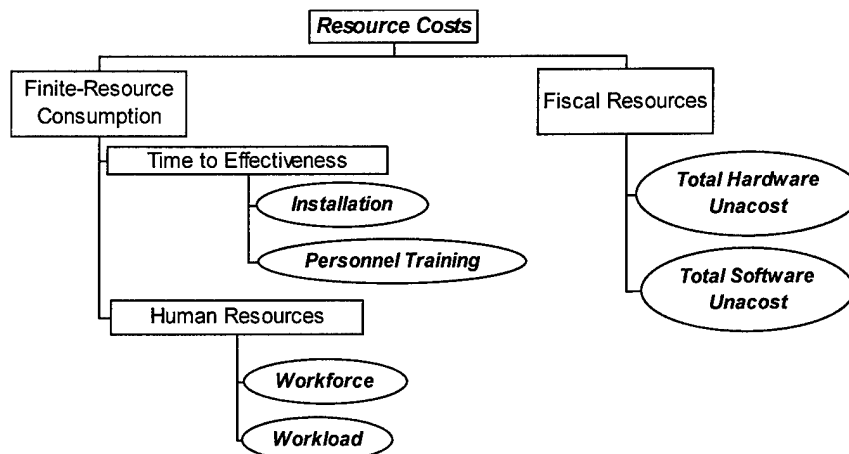 Resource Costs
Finite-Resource
Consumption
Fiscal Resources
Time to Effectiveness
Installation
Personnel Training
Total Hardware
Unacost
Total Software
Unacost
Human Resources
Workforce
Workload